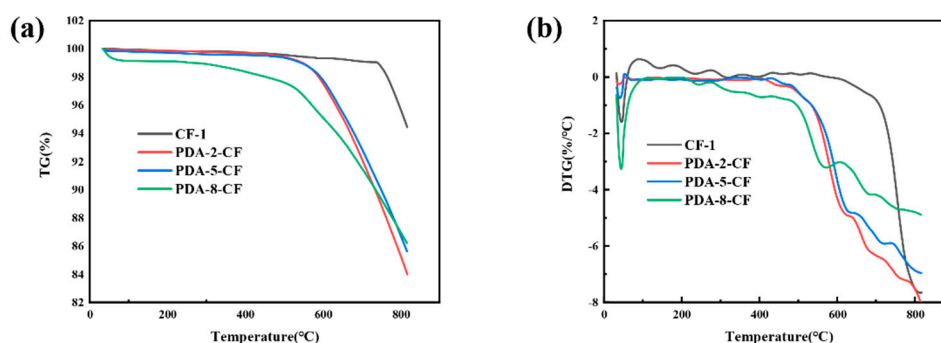 (a)
102
100
98
96
94
92
90
88
86
84
82
TG(%)
CF-1
PDA-2-CF
PDA-5-CF
PDA-8-CF
0
200
400
600
800
Temperature(℃)
(b)
2
0
-2
-4
-6
-8
DTG(%/℃)
CF-1
PDA-2-CF
PDA-5-CF
PDA-8-CF
0
200
400
600
800
Temperature(℃)